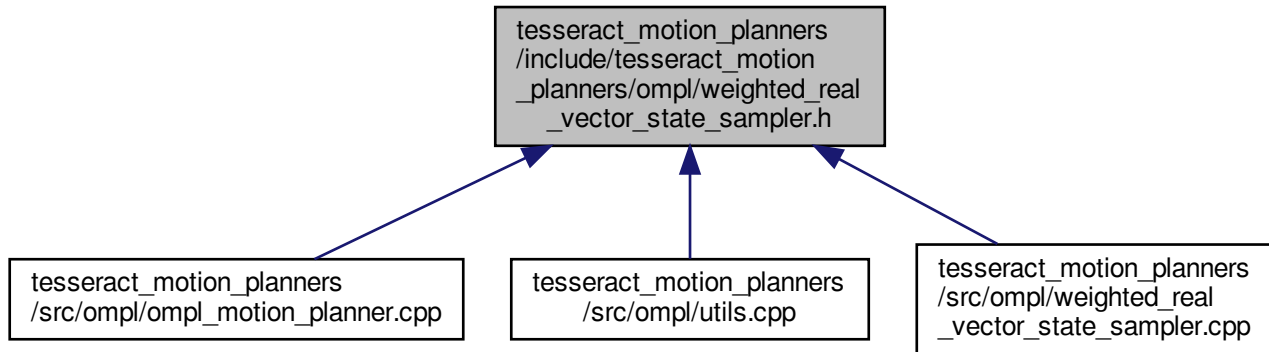 tesseract_motion_planners
/include/tesseract_motion
_planners/ompl/weighted_real
_vector_state_sampler.h
tesseract_motion_planners
/src/ompl/ompl_motion_planner.cpp
tesseract_motion_planners
/src/ompl/utils.cpp
tesseract_motion_planners
/src/ompl/weighted_real
_vector_state_sampler.cpp